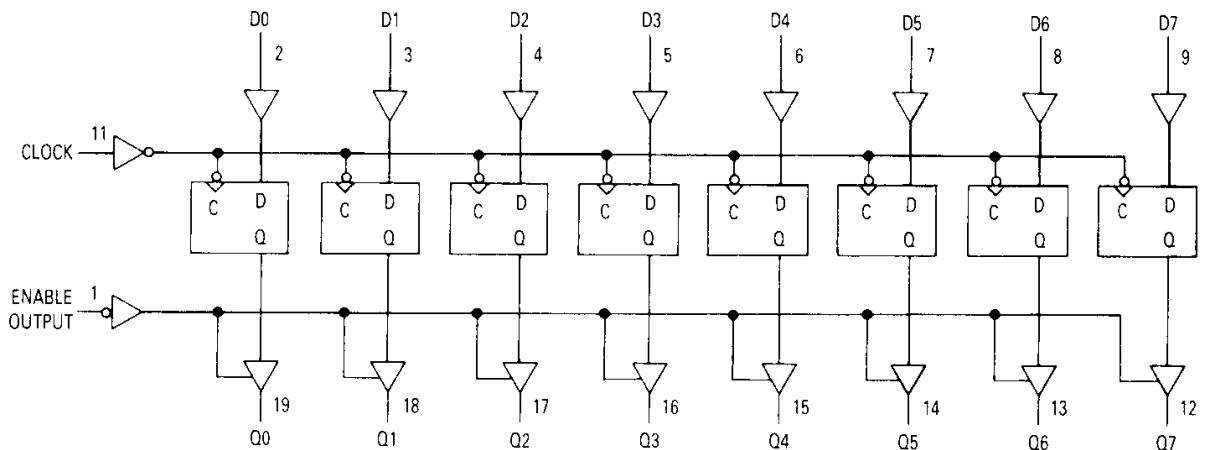 D0 D1 D2 D3 D4 D5 D6 D7
2 3 4 5 6 7 8 9
CLOCK 11
C D C D C D C D C D C D C D C D
Q Q Q Q Q Q Q Q
ENABLE OUTPUT 1
19 18 17 16 15 14 13 12
Q0 Q1 Q2 Q3 Q4 Q5 Q6 Q7